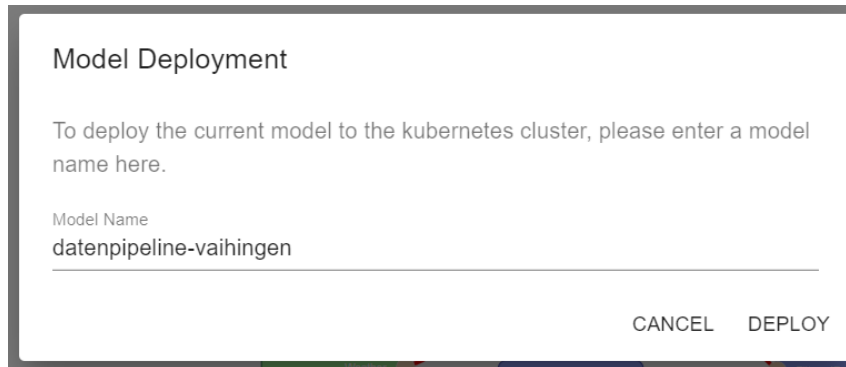 Model Deployment
To deploy the current model to the kubernetes cluster, please enter a model
name here.
Model Name
datenpipeline-vaihingen
CANCEL DEPLOY